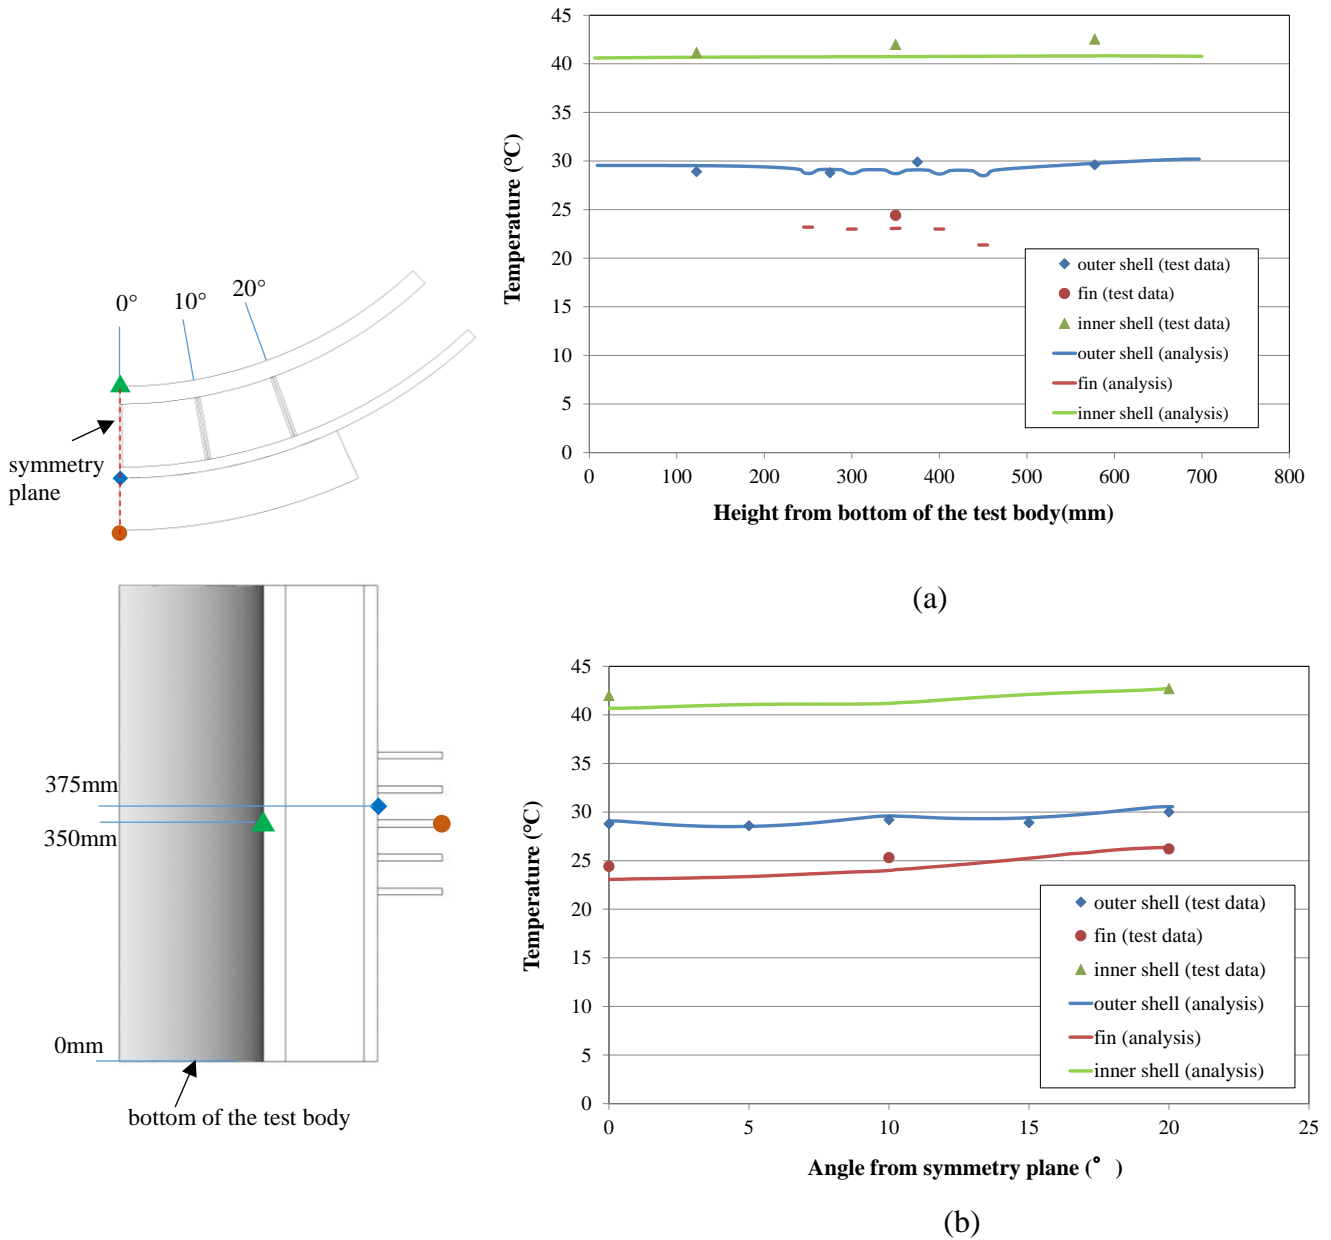 0°
10°
20°
symmetry
plane
375mm
350mm
0mm
bottom of the test body
45
40
35
30
25
20
15
10
5
0
0 100 200 300 400 500 600 700 800
Temperature (℃)
Height from bottom of the test body(mm)
outer shell (test data)
fin (test data)
inner shell (test data)
outer shell (analysis)
fin (analysis)
inner shell (analysis)
(a)
45
40
35
30
25
20
15
10
5
0
0 5 10 15 20 25
Temperature (℃)
Angle from symmetry plane (° )
outer shell (test data)
fin (test data)
inner shell (test data)
outer shell (analysis)
fin (analysis)
inner shell (analysis)
(b)